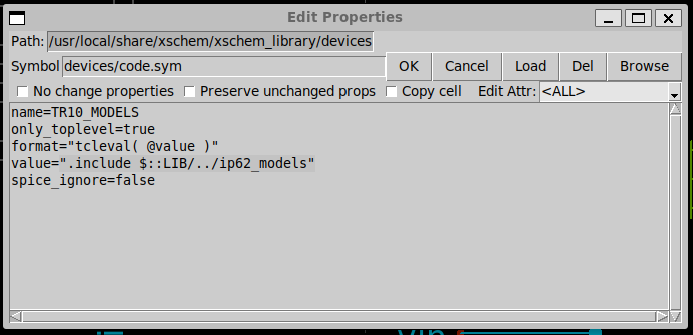 Edit Properties
Path: /usr/local/share/xschem/xschem_library/devices
Symbol devices/code.sym OK Cancel Load Del Browse
No change properties Preserve unchanged props Copy cell Edit Attr: <ALL>
name=TR10_MODELS
only_toplevel=true
format="tcleval( @value )"
value=".include $::LIB/../ip62_models"
spice_ignore=false